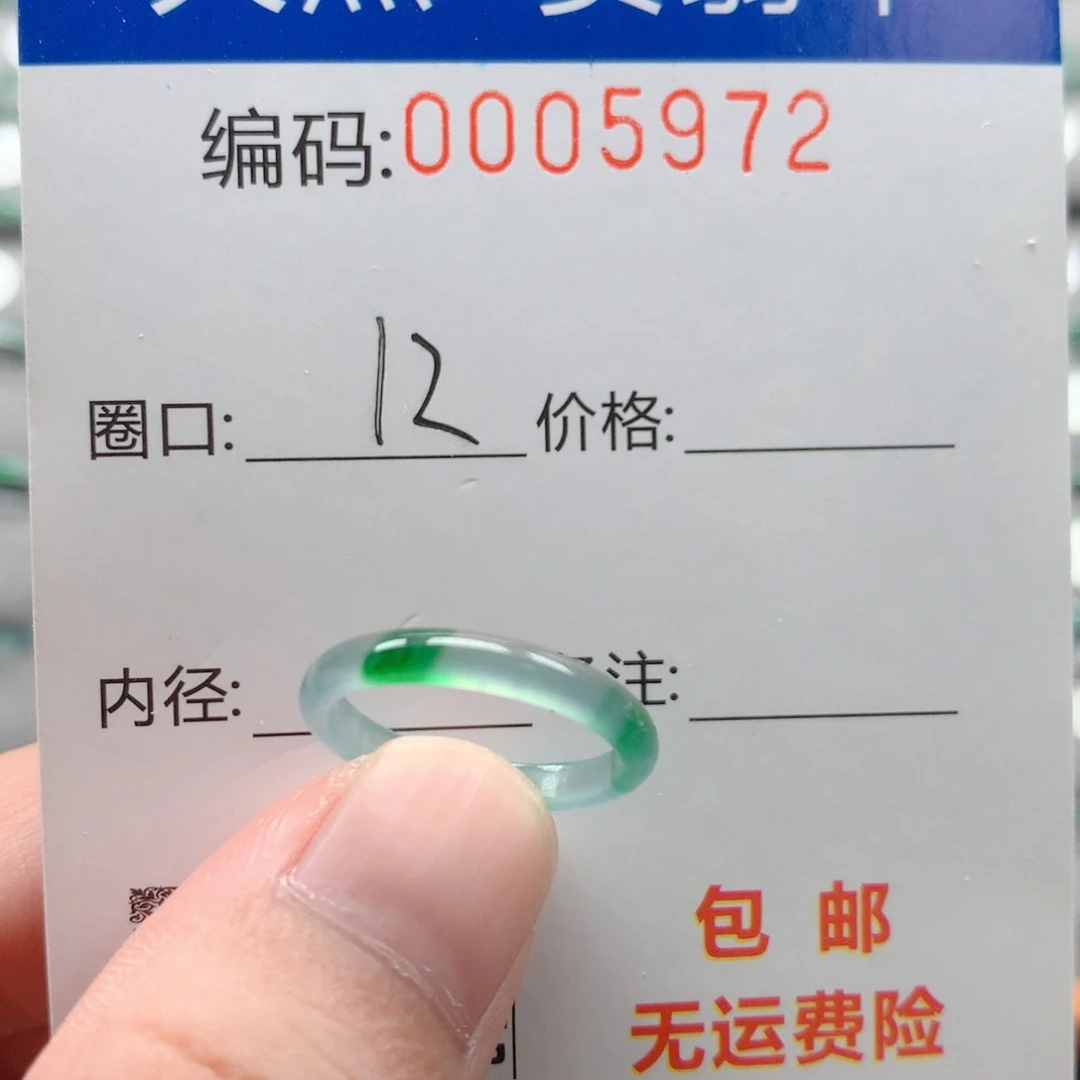 编码:0005972
圈口: 12 价格:
内径: 注:
包邮
无运费险